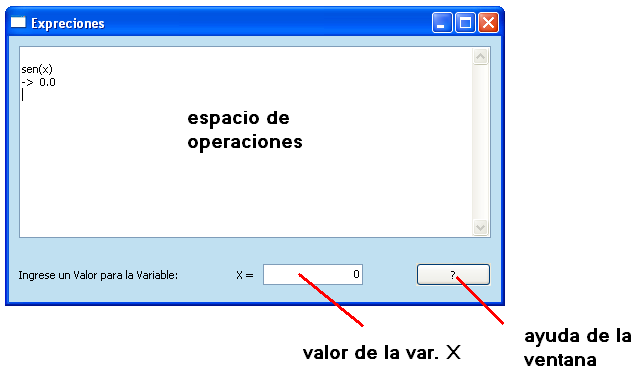 Expreciones
sen(x)
-> 0.0
espacio de
operaciones
Ingrese un Valor para la Variable:
X =
0
?
valor de la var. X
ayuda de la
ventana